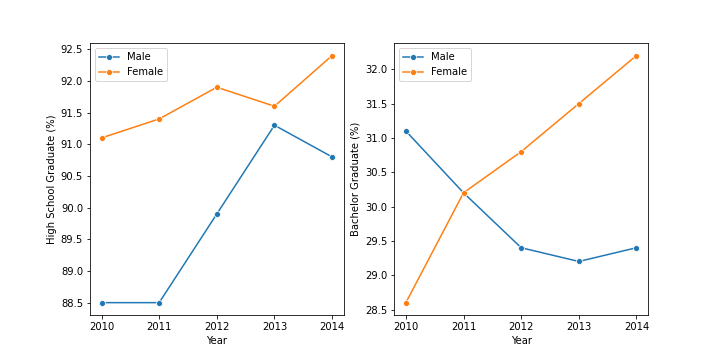 High School Graduate (%)
92.5
92.0
91.5
91.0
90.5
90.0
89.5
89.0
88.5
Male
Female
2010 2011 2012 2013 2014
Year
Bachelor Graduate (%)
32.0
31.5
31.0
30.5
30.0
29.5
29.0
28.5
Male
Female
2010 2011 2012 2013 2014
Year